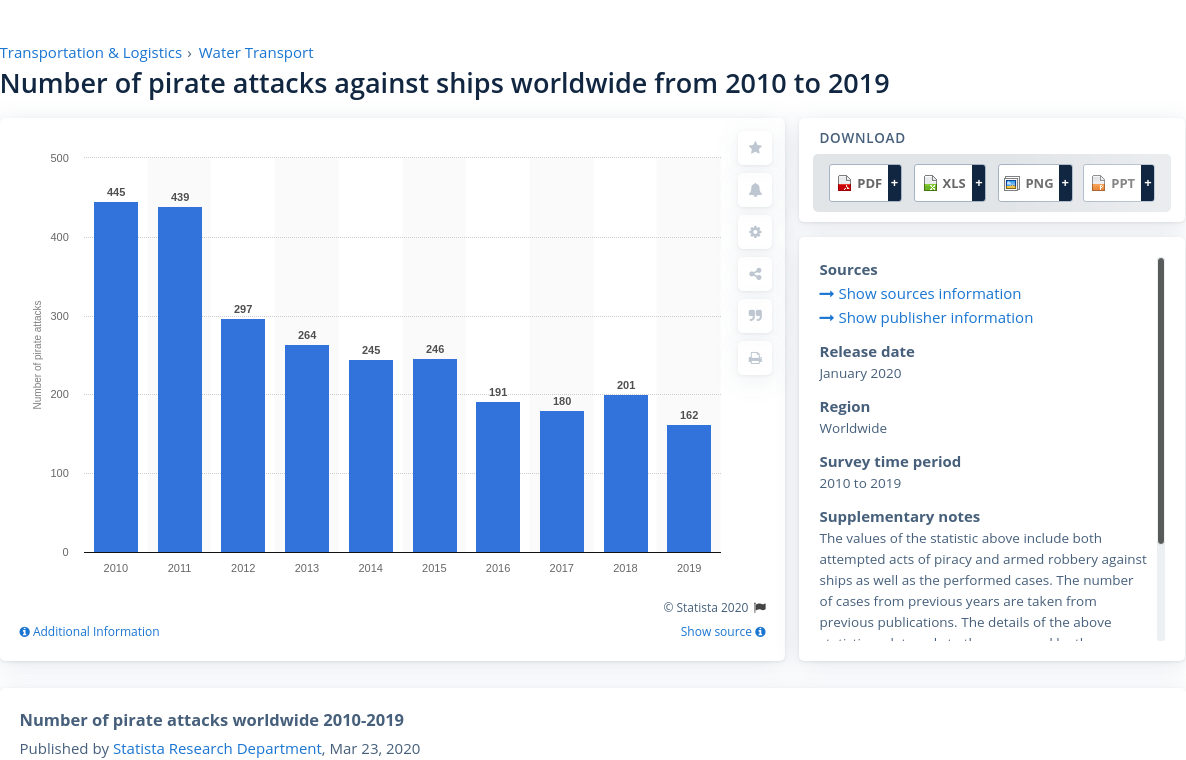 Transportation & Logistics › Water Transport
Number of pirate attacks against ships worldwide from 2010 to 2019
Number of pirate attacks
500
400
300
200
100
0
445
439
297
264
245
246
191
180
201
162
2010 2011 2012 2013 2014 2015 2016 2017 2018 2019
© Statista 2020
Additional Information
Show source
DOWNLOAD
PDF + XLS + PNG + PPT +
Sources
Show sources information
Show publisher information
Release date
January 2020
Region
Worldwide
Survey time period
2010 to 2019
Supplementary notes
The values of the statistic above include both
attempted acts of piracy and armed robbery against
ships as well as the performed cases. The number
of cases from previous years are taken from
previous publications. The details of the above
Number of pirate attacks worldwide 2010-2019
Published by Statista Research Department, Mar 23, 2020